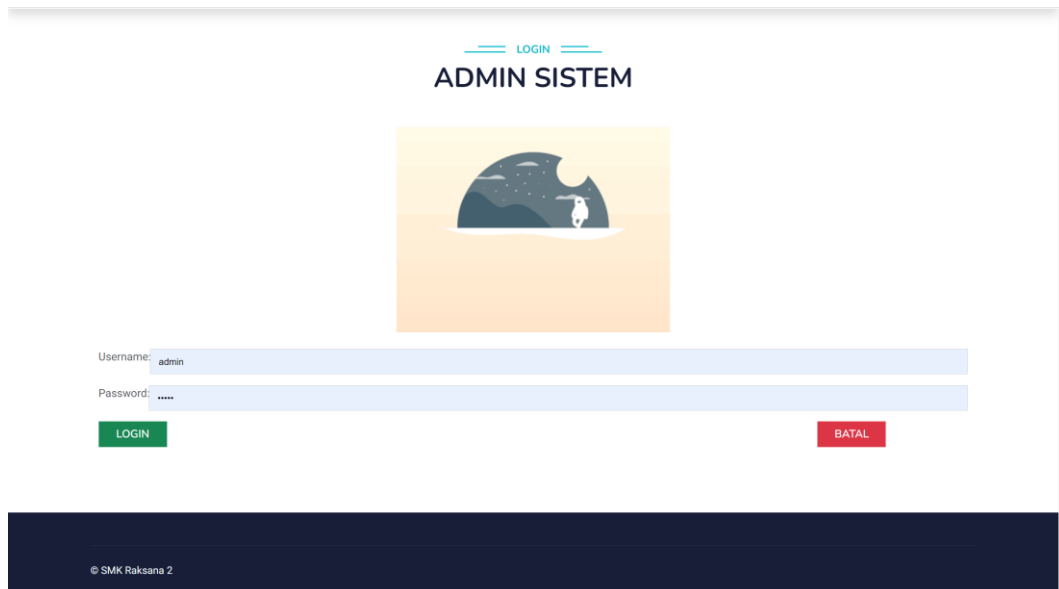 LOGIN
ADMIN SISTEM
Username: admin
Password: •••••
LOGIN BATAL
© SMK Raksana 2